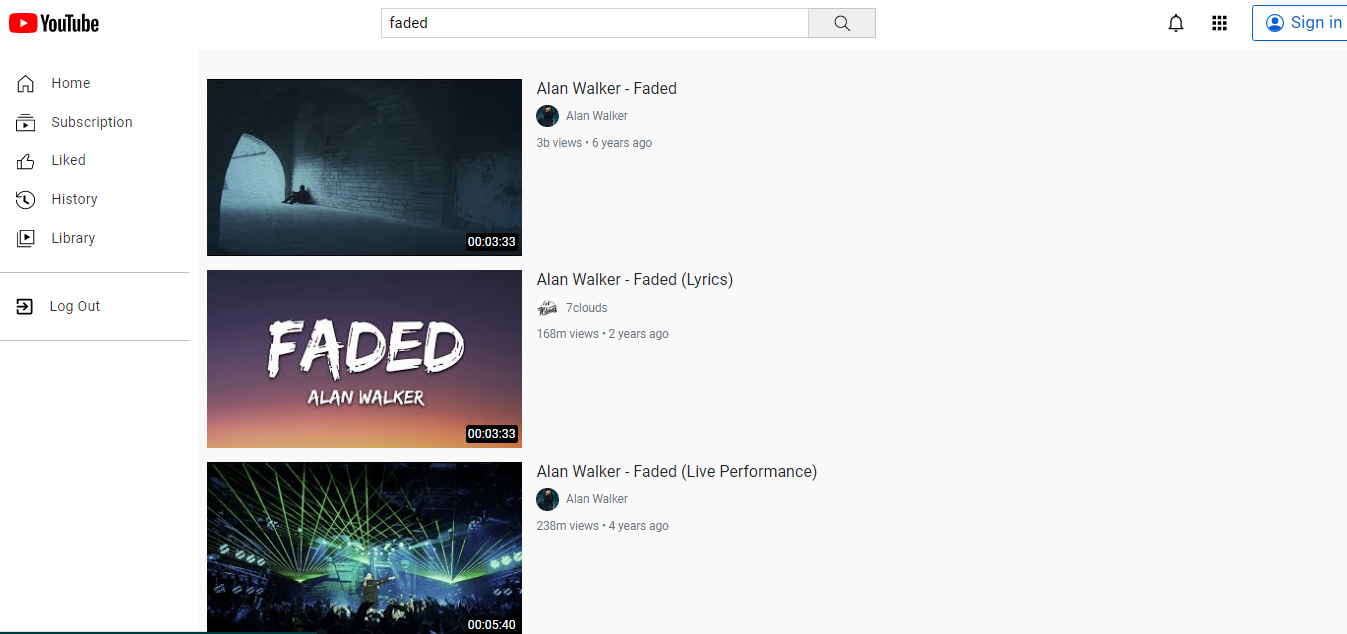 YouTube
faded
Sign in
Home
Subscription
Liked
History
Library
Log Out
00:03:33
Alan Walker - Faded
Alan Walker
3b views • 6 years ago
FADED
ALAN WALKER
00:03:33
Alan Walker - Faded (Lyrics)
7clouds
168m views • 2 years ago
00:05:40
Alan Walker - Faded (Live Performance)
Alan Walker
238m views • 4 years ago